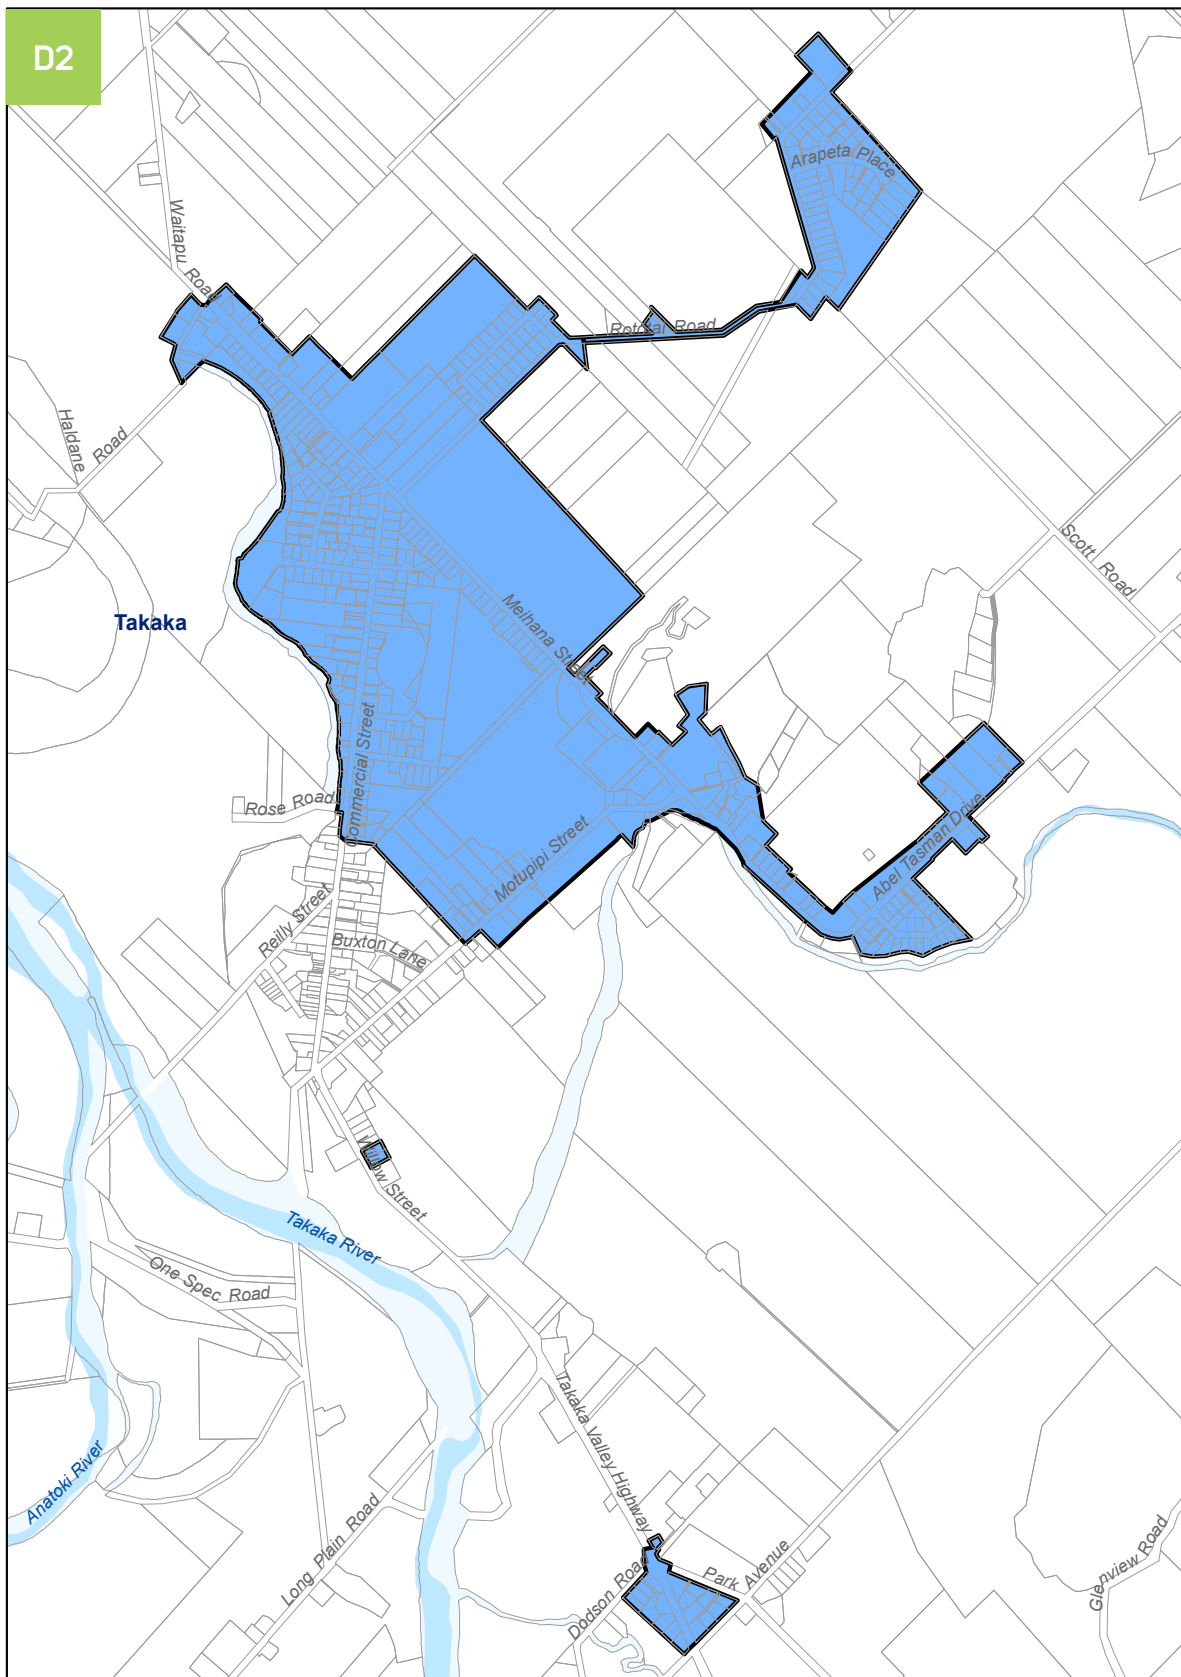 D2
Arapeta Place
Waitapu Road
Rototai Road
Haldane
Road
Scott Road
Takaka
Meihana Street
Commercial Street
Rose Road
Abel Tasman Drive
Motupipi Street
Reilly Street
Buxton Lane
Willow Street
Takaka River
One Spec Road
Takaka Valley Highway
Anatoki River
Long Plain Road
Dodson Road
Park Avenue
Glenview Road